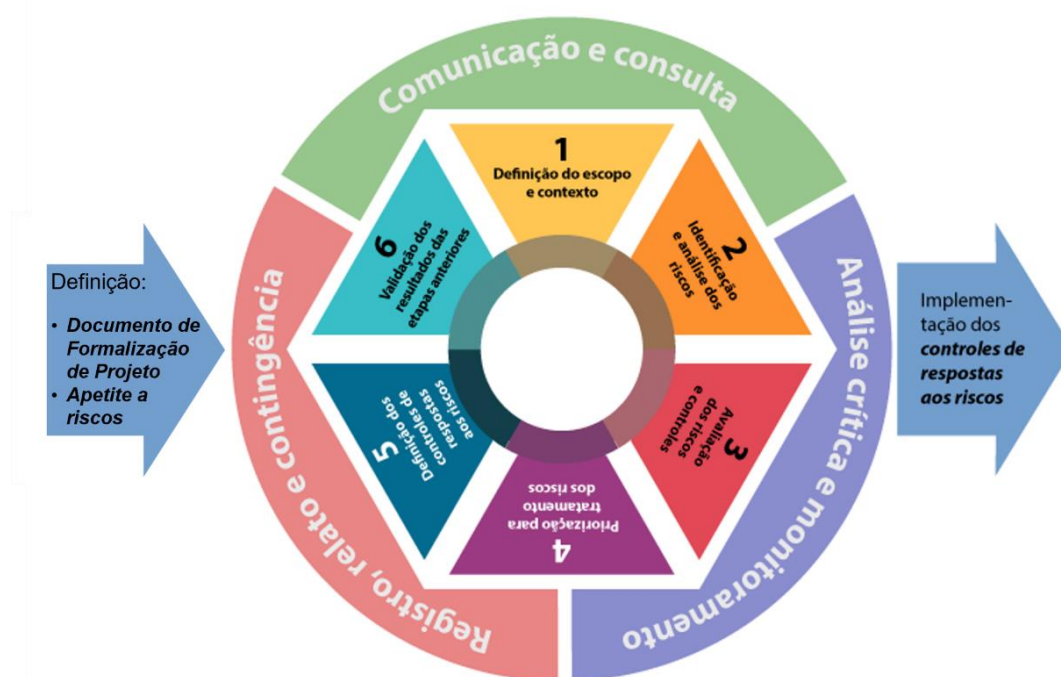 Comunicação e consulta
Definição:
• Documento de
Formalização
de Projeto
• Apetite a
riscos
1
Definição do escopo
e contexto
2
Identificação
e análise dos
riscos
3
Avaliação
dos riscos
e controles
4
Priorização para
tratamento
dos riscos
5
Definição dos
controles de
respostas
aos riscos
6
Validação dos
resultados das
etapas anteriores
Análise crítica e monitoramento
Registro, relato e contingência
Implemen-
tação dos
controles de
respostas
aos riscos